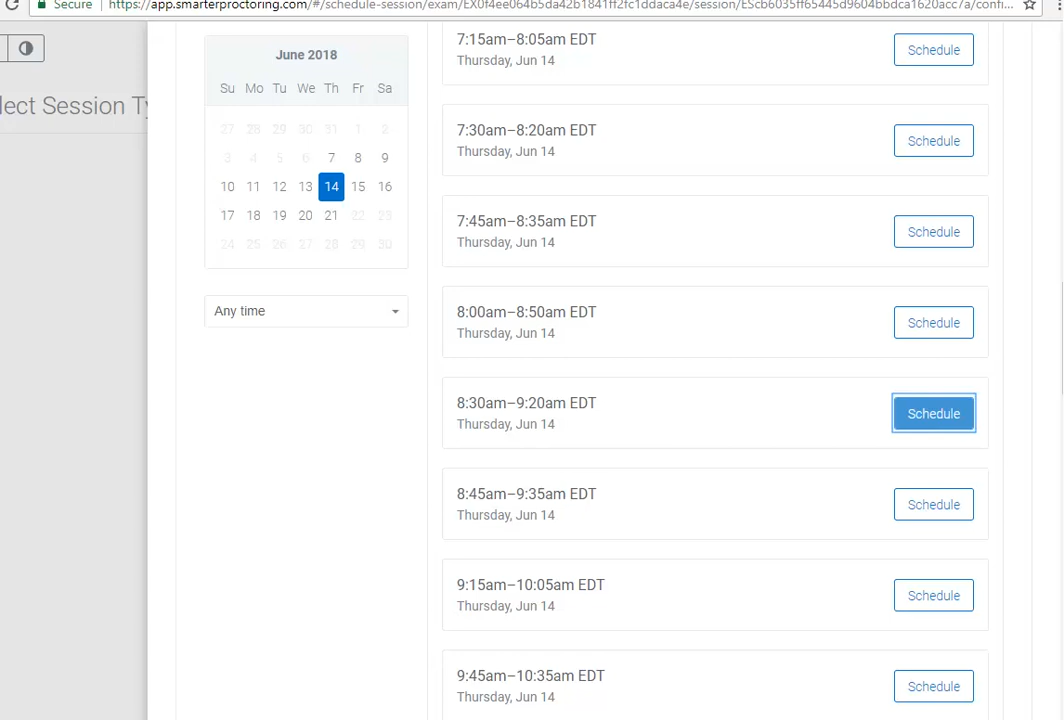 Secure
https://app.smarterproctoring.com/#/schedule-session/exam/EX0f4ee064b5da42b1841ff2fc1ddaca4e/session/EScb6035ff65445d9604bbdca1620acc7a/confi...
lect Session Ty
June 2018
Su Mo Tu We Th Fr Sa
27 28 29 30 31 1 2
3 4 5 6 7 8 9
10 11 12 13 14 15 16
17 18 19 20 21 22 23
24 25 26 27 28 29 30
Any time
7:15am–8:05am EDT
Thursday, Jun 14
Schedule
7:30am–8:20am EDT
Thursday, Jun 14
Schedule
7:45am–8:35am EDT
Thursday, Jun 14
Schedule
8:00am–8:50am EDT
Thursday, Jun 14
Schedule
8:30am–9:20am EDT
Thursday, Jun 14
Schedule
8:45am–9:35am EDT
Thursday, Jun 14
Schedule
9:15am–10:05am EDT
Thursday, Jun 14
Schedule
9:45am–10:35am EDT
Thursday, Jun 14
Schedule